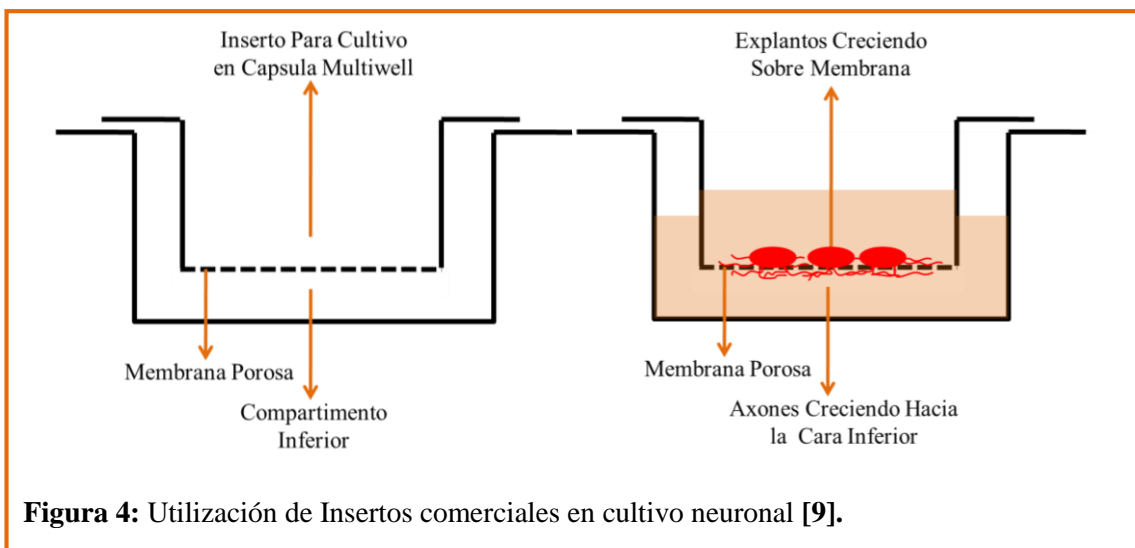 Inserto Para Cultivo
en Capsula Multiwell
Membrana Porosa
Compartimento
Inferior
Explantos Creciendo
Sobre Membrana
Membrana Porosa
Axones Creciendo Hacia
la Cara Inferior
Figura 4: Utilización de Insertos comerciales en cultivo neuronal [9].